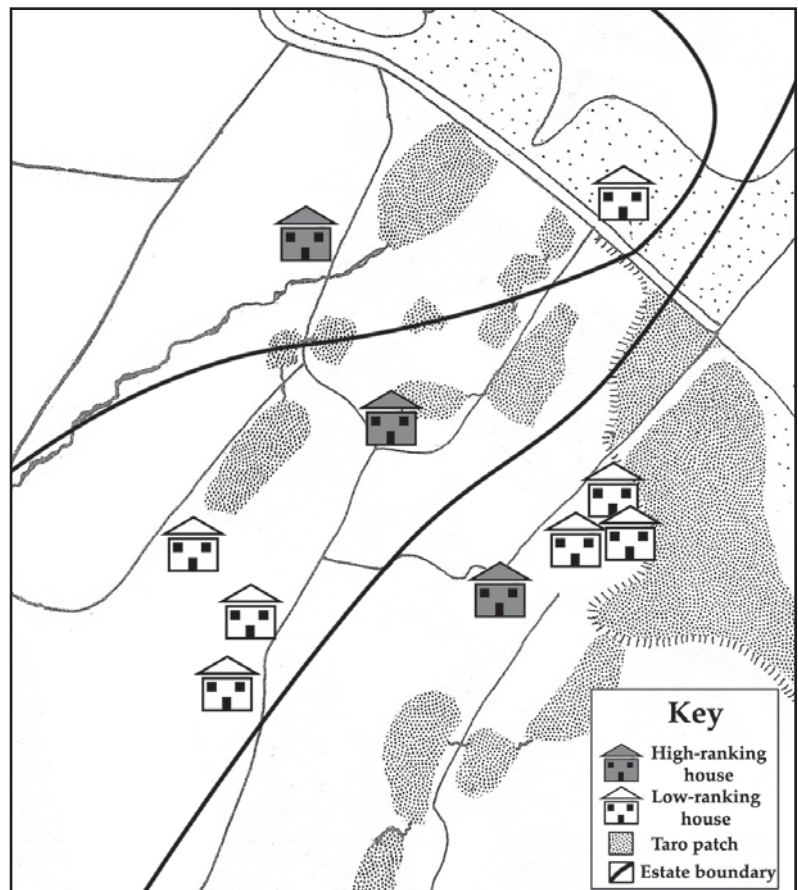 Key
High-ranking
house
Low-ranking
house
Taro patch
Estate boundary